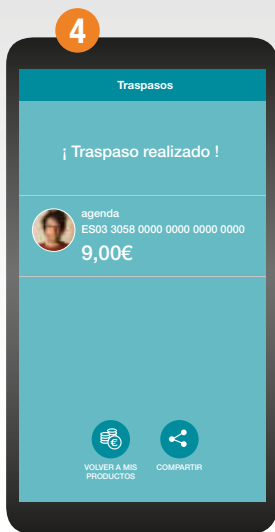 4
Traspasos
¡ Traspaso realizado !
agenda
ES03 3058 0000 0000 0000 0000
9,00€
VOLVER A MIS
PRODUCTOS
COMPARTIR